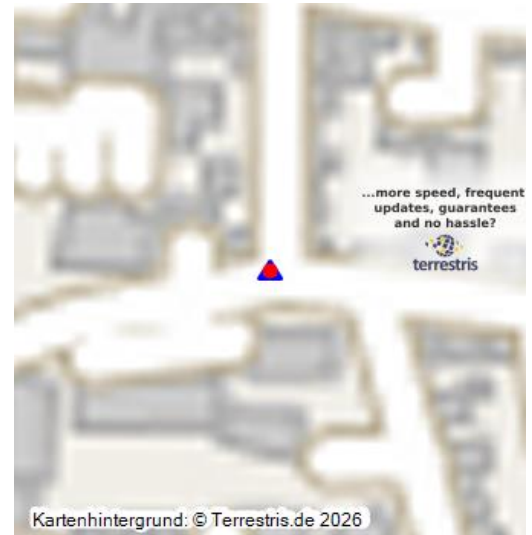 ...more speed, frequent
updates, guarantees
and no hassle?
terrestris
Kartenhintergrund: © Terrestris.de 2026